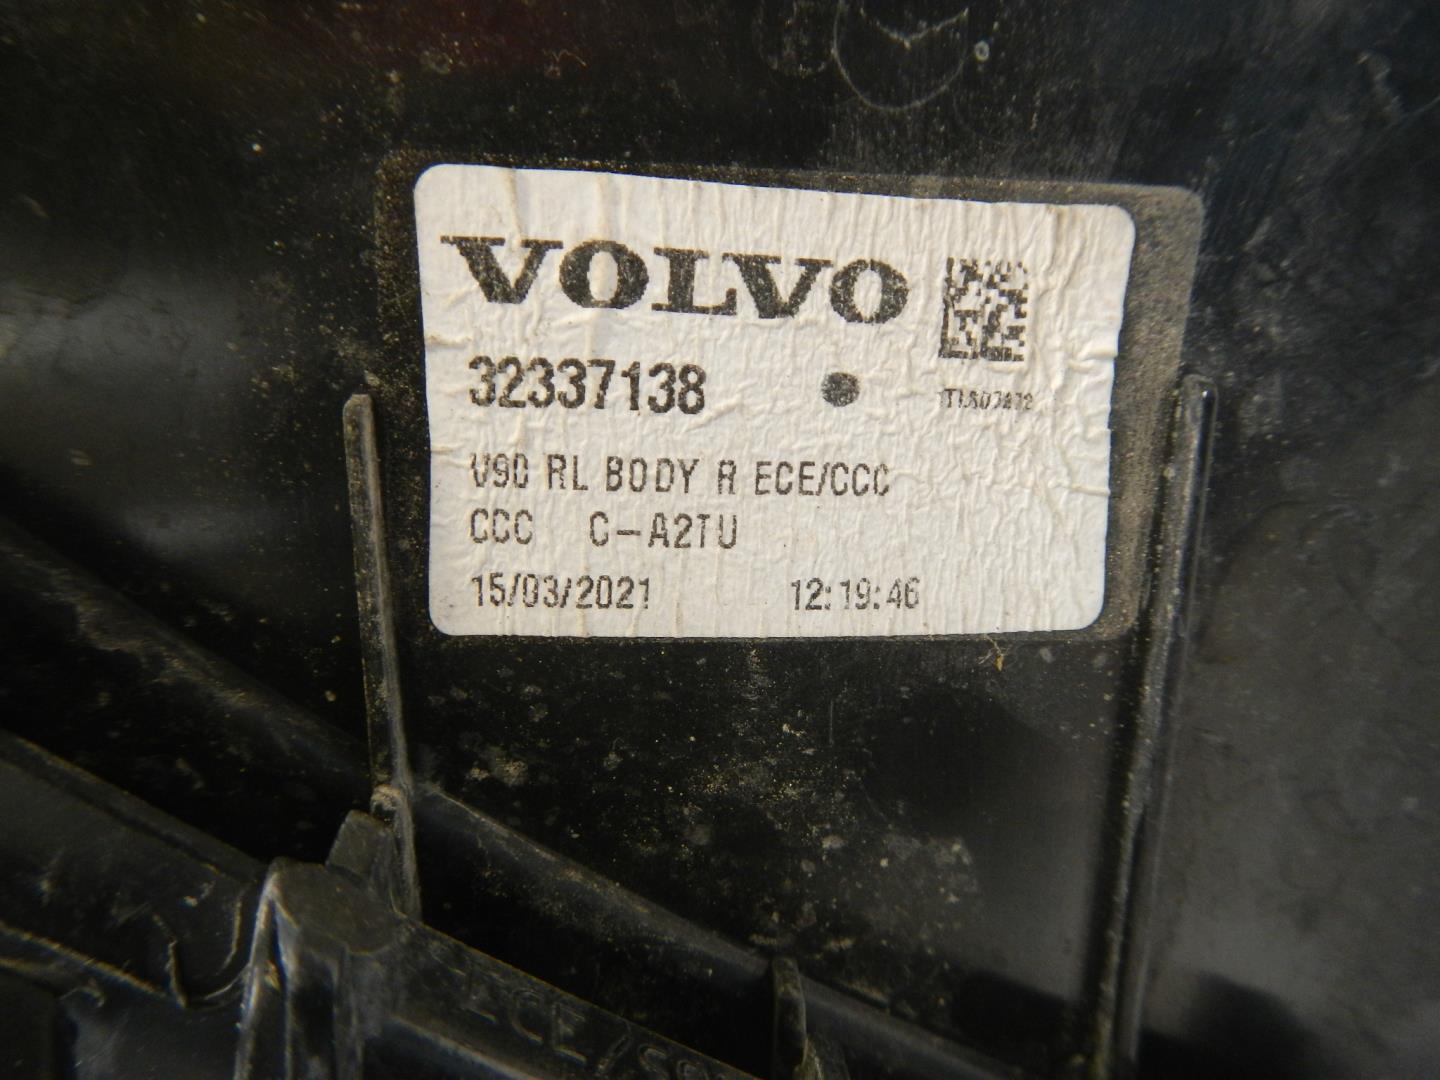 VOLVO
32337138
V90 RL BODY R ECE/CCC
CCC C-A2TU
15/03/2021 12:19:46